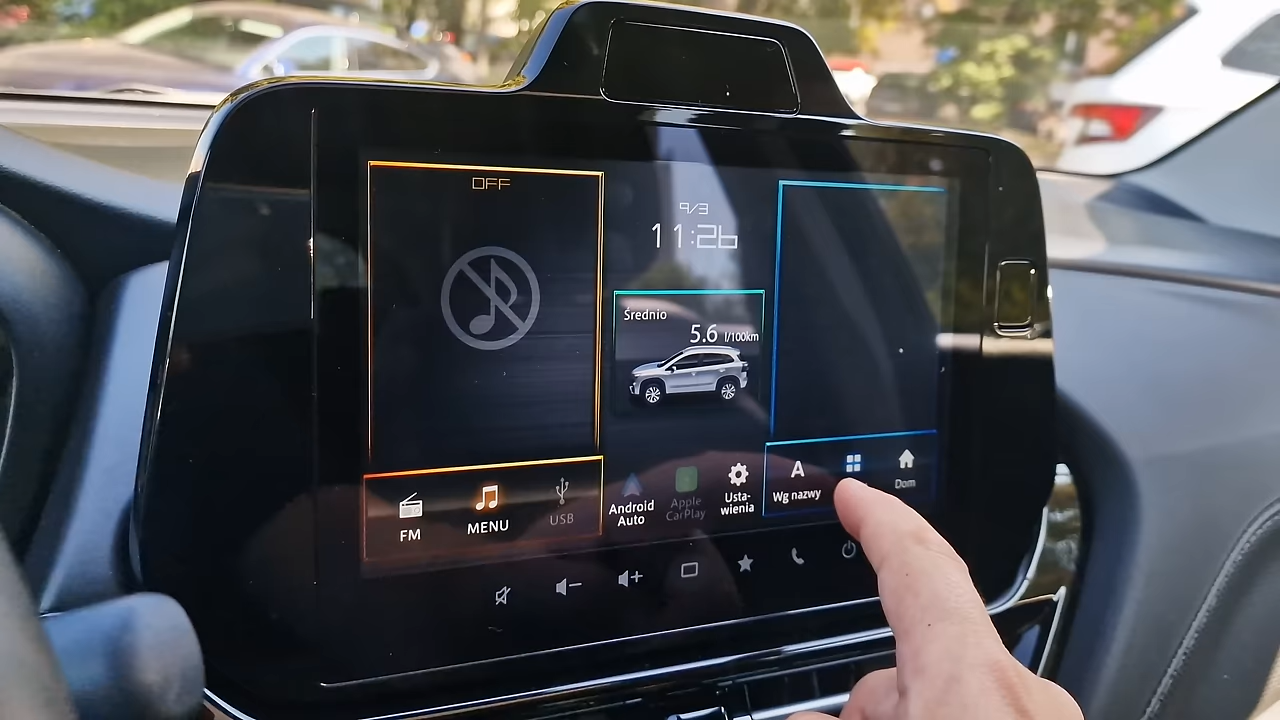 OFF
9/3
11:26
Średnio
5.6 l/100km
FM
MENU
USB
Android
Auto
Apple
CarPlay
Usta-
wienia
A
Wg nazwy
Dom